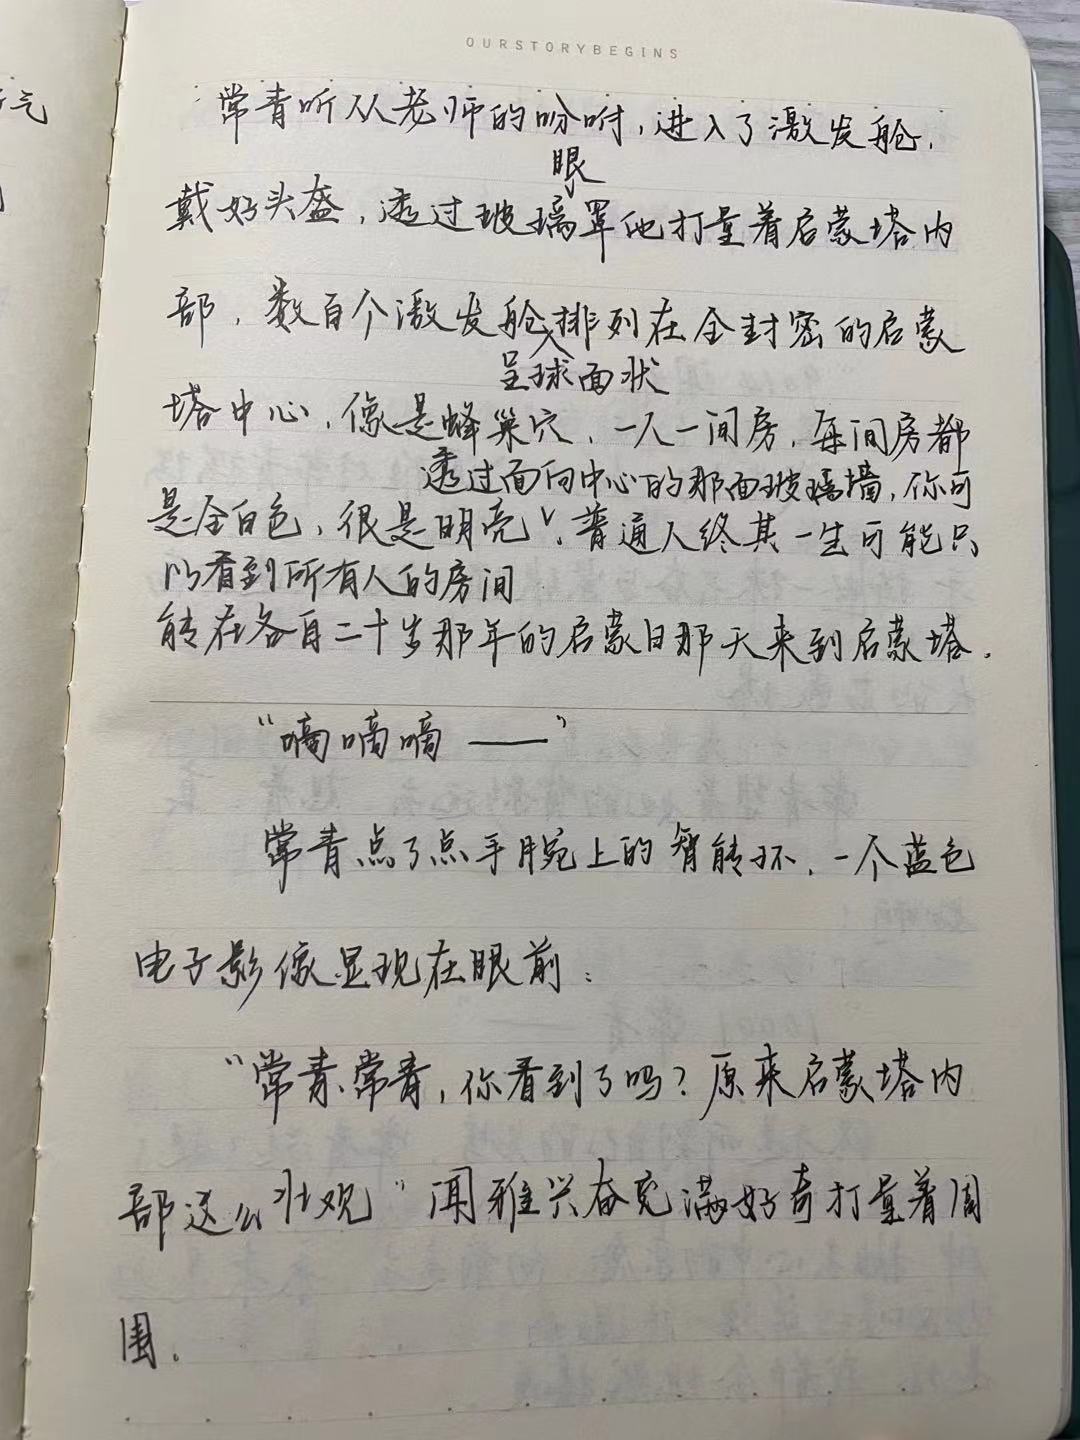 OURSTORYBEGINS
常青听从老师的吩咐，进入了激发舱，
眼
戴好头盔，透过玻璃罩他打量着启蒙塔内
部，数百个激发舱排列在全封密的启蒙
呈球面状
塔中心，像是蜂巢穴，一人一间房，每间房都
透过面向中心的那面玻璃墙，你可
是全白色，很是明亮。普通人终其一生可能只
以看到所有人的房间
能在各自二十岁那年的启蒙日那天来到启蒙塔。
“嘀嘀嘀——”
常青点了点手腕上的智能环，一个蓝色
电子影像显现在眼前：
“常青、常青，你看到了吗？原来启蒙塔内
部这么壮观”闻雅兴奋充满好奇打量着周
围。
气